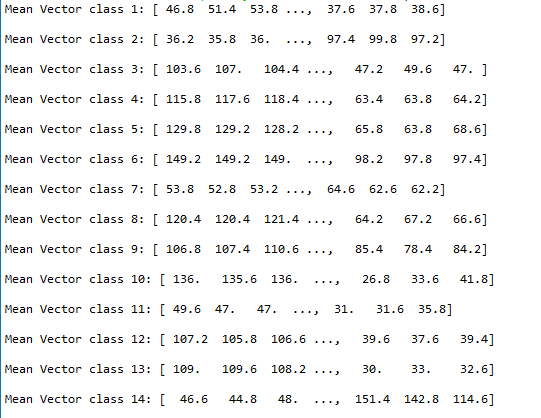 Mean Vector class 1: [ 46.8  51.4  53.8 ...,  37.6  37.8  38.6]
Mean Vector class 2: [ 36.2  35.8  36.  ...,  97.4  99.8  97.2]
Mean Vector class 3: [ 103.6  107.   104.4 ...,   47.2   49.6   47. ]
Mean Vector class 4: [ 115.8  117.6  118.4 ...,   63.4   63.8   64.2]
Mean Vector class 5: [ 129.8  129.2  128.2 ...,   65.8   63.8   68.6]
Mean Vector class 6: [ 149.2  149.2  149.  ...,   98.2   97.8   97.4]
Mean Vector class 7: [ 53.8  52.8  53.2 ...,  64.6  62.6  62.2]
Mean Vector class 8: [ 120.4  120.4  121.4 ...,   64.2   67.2   66.6]
Mean Vector class 9: [ 106.8  107.4  110.6 ...,   85.4   78.4   84.2]
Mean Vector class 10: [ 136.   135.6  136.  ...,   26.8   33.6   41.8]
Mean Vector class 11: [ 49.6  47.   47.  ...,  31.   31.6  35.8]
Mean Vector class 12: [ 107.2  105.8  106.6 ...,   39.6   37.6   39.4]
Mean Vector class 13: [ 109.   109.6  108.2 ...,   30.    33.    32.6]
Mean Vector class 14: [  46.6   44.8   48.  ...,  151.4  142.8  114.6]